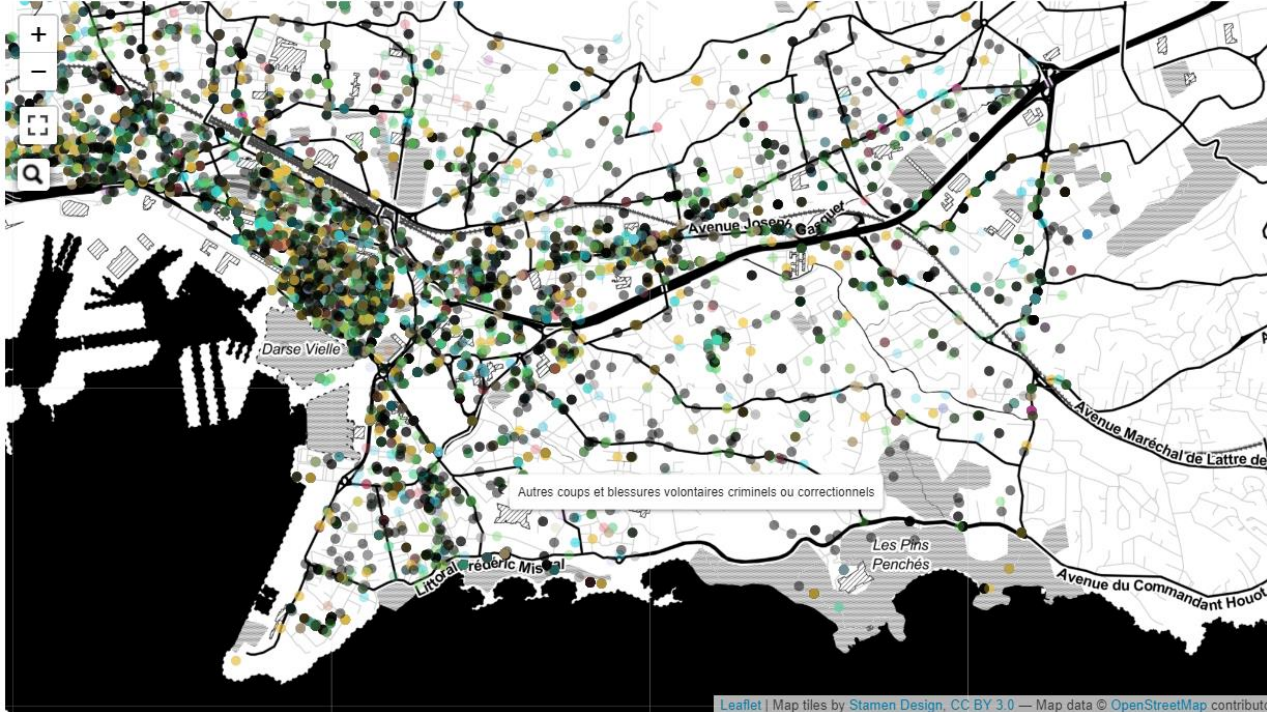 +
−
Avenue Joseph Gasquet
Darse Vielle
Avenue Maréchal de Lattre de
Autres coups et blessures volontaires criminels ou correctionnels
Les Pins
Penchés
Littoral Frédéric Mistral
Avenue du Commandant Houot
Leaflet | Map tiles by Stamen Design, CC BY 3.0 — Map data © OpenStreetMap contributo